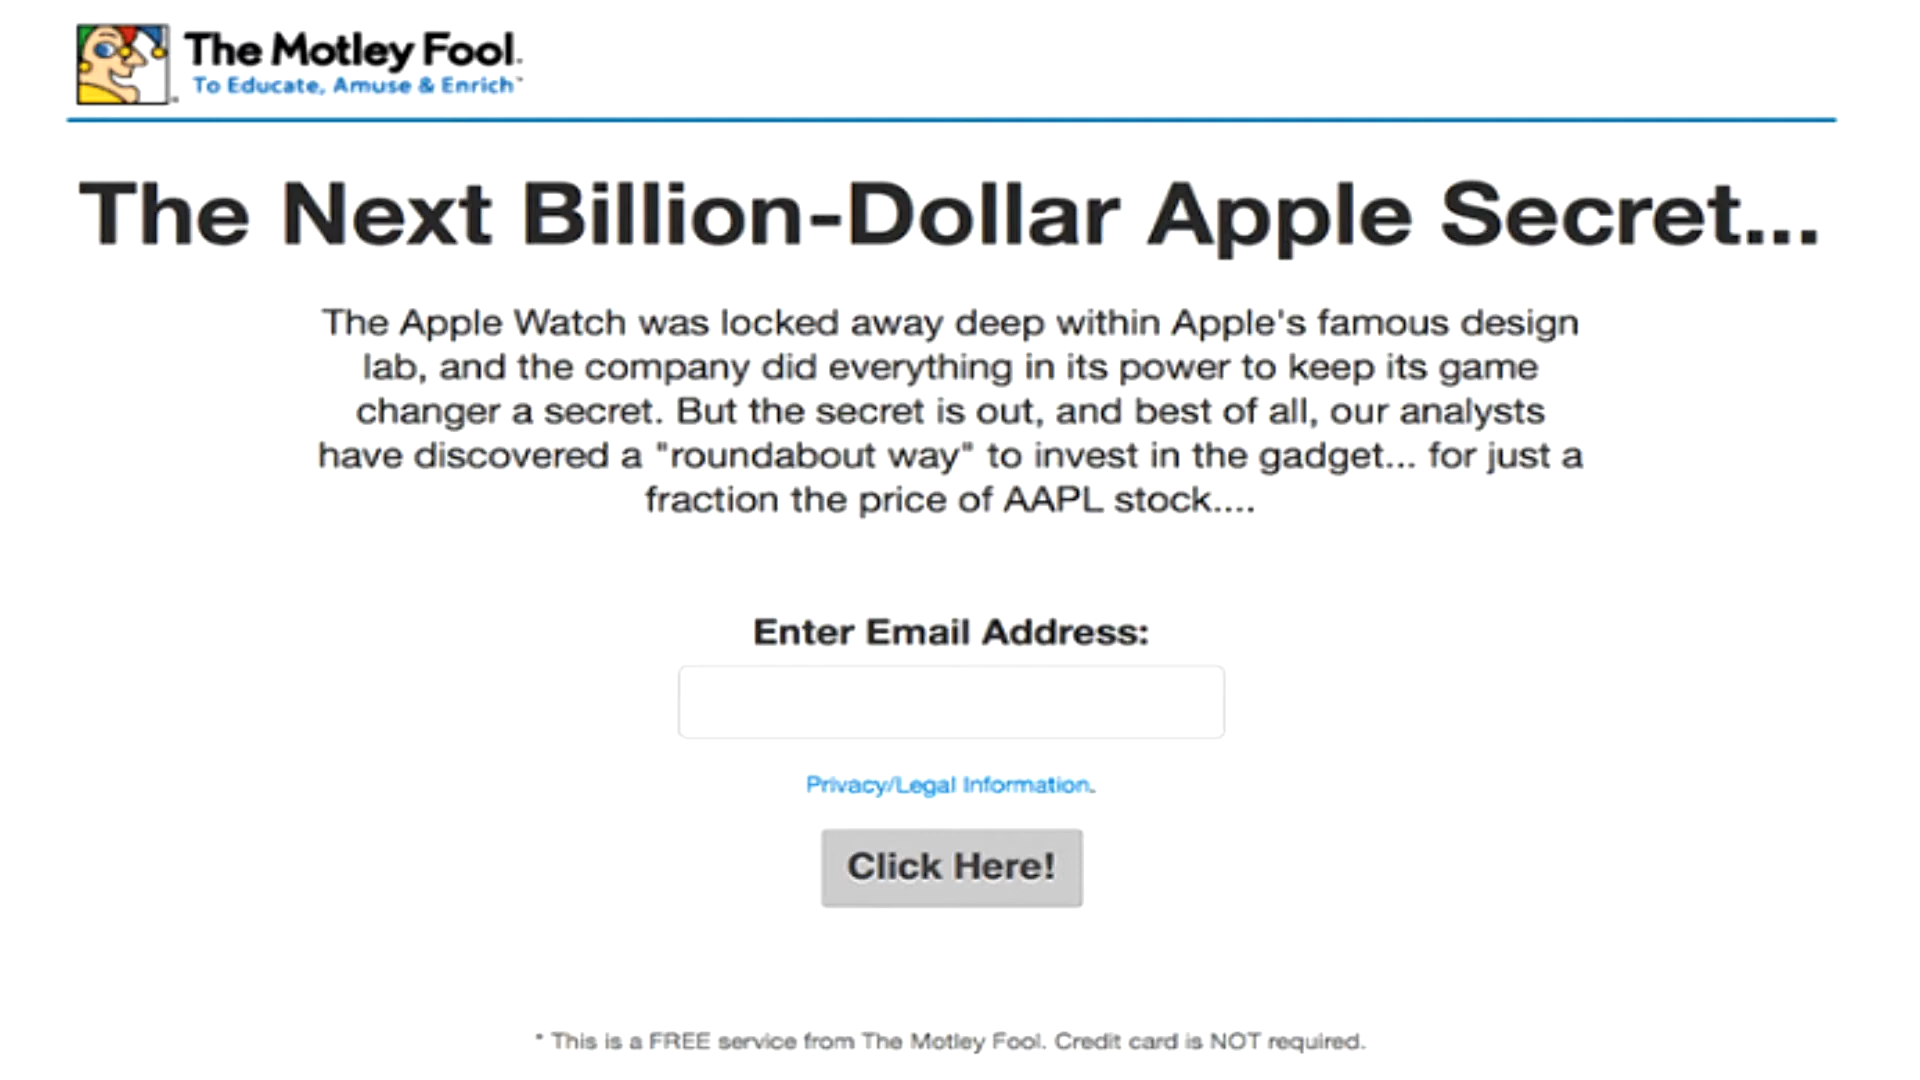 The Motley Fool.
To Educate, Amuse & Enrich™
The Next Billion-Dollar Apple Secret...
The Apple Watch was locked away deep within Apple's famous design
lab, and the company did everything in its power to keep its game
changer a secret. But the secret is out, and best of all, our analysts
have discovered a "roundabout way" to invest in the gadget... for just a
fraction the price of AAPL stock....
Enter Email Address:
Privacy/Legal Information.
Click Here!
* This is a FREE service from The Motley Fool. Credit card is NOT required.